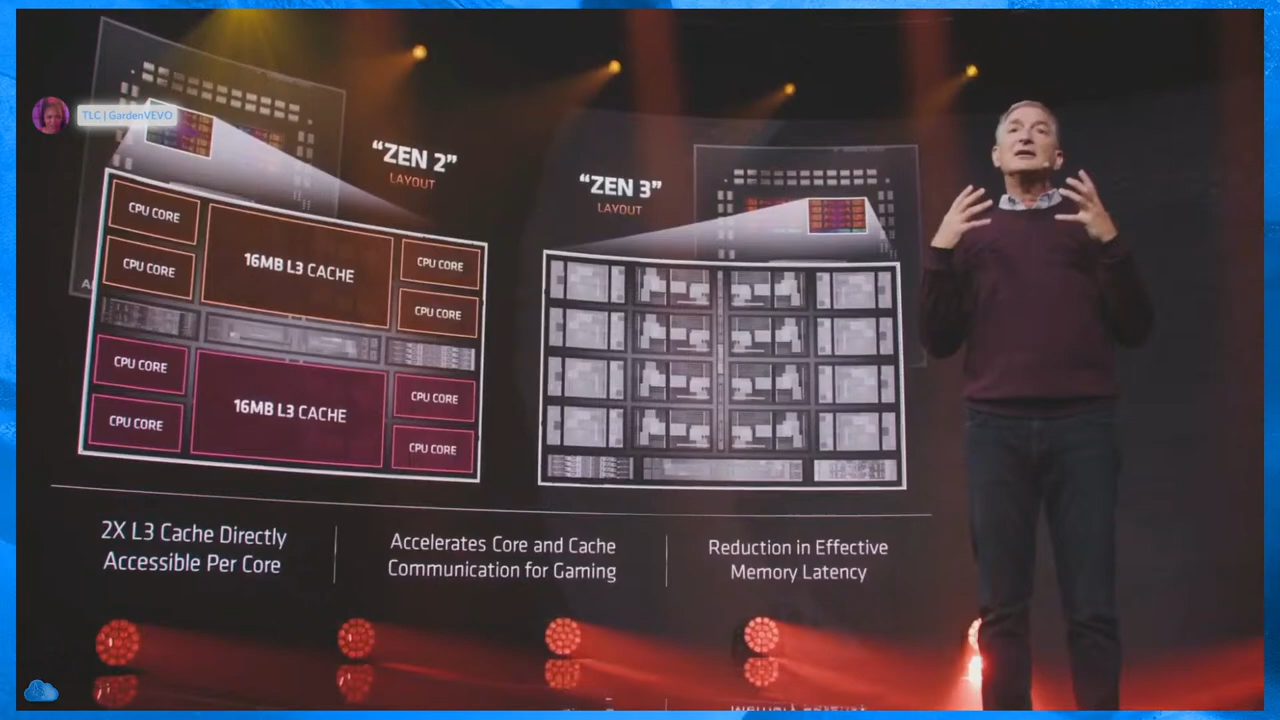 TLC | GardenVEVO
“ZEN 2”
LAYOUT
“ZEN 3”
LAYOUT
CPU CORE
16MB L3 CACHE
CPU CORE
CPU CORE
CPU CORE
CPU CORE
16MB L3 CACHE
CPU CORE
CPU CORE
CPU CORE
2X L3 Cache Directly
Accessible Per Core
Accelerates Core and Cache
Communication for Gaming
Reduction in Effective
Memory Latency